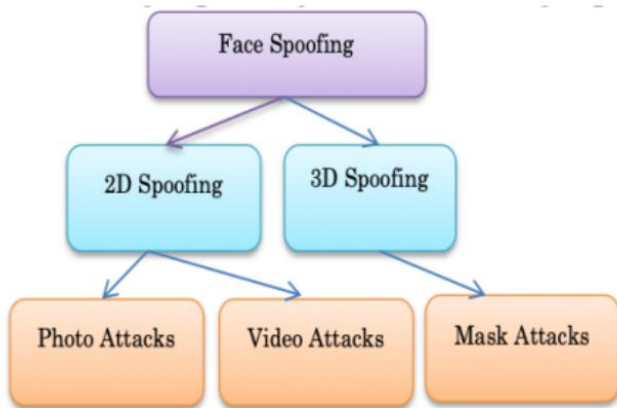 Face Spoofing
2D Spoofing
3D Spoofing
Photo Attacks
Video Attacks
Mask Attacks